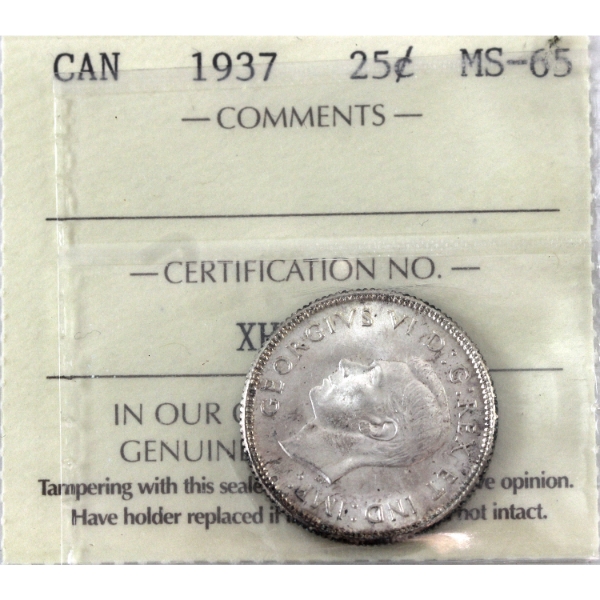 CAN 1937 25¢ MS-65
— COMMENTS —
— CERTIFICATION NO. —
XH
IN OUR
GENUINE
Tampering with this opinion.
Have holder replaced if not intact.
GEORGIVS VI D: G: REX ET IND: IMP: